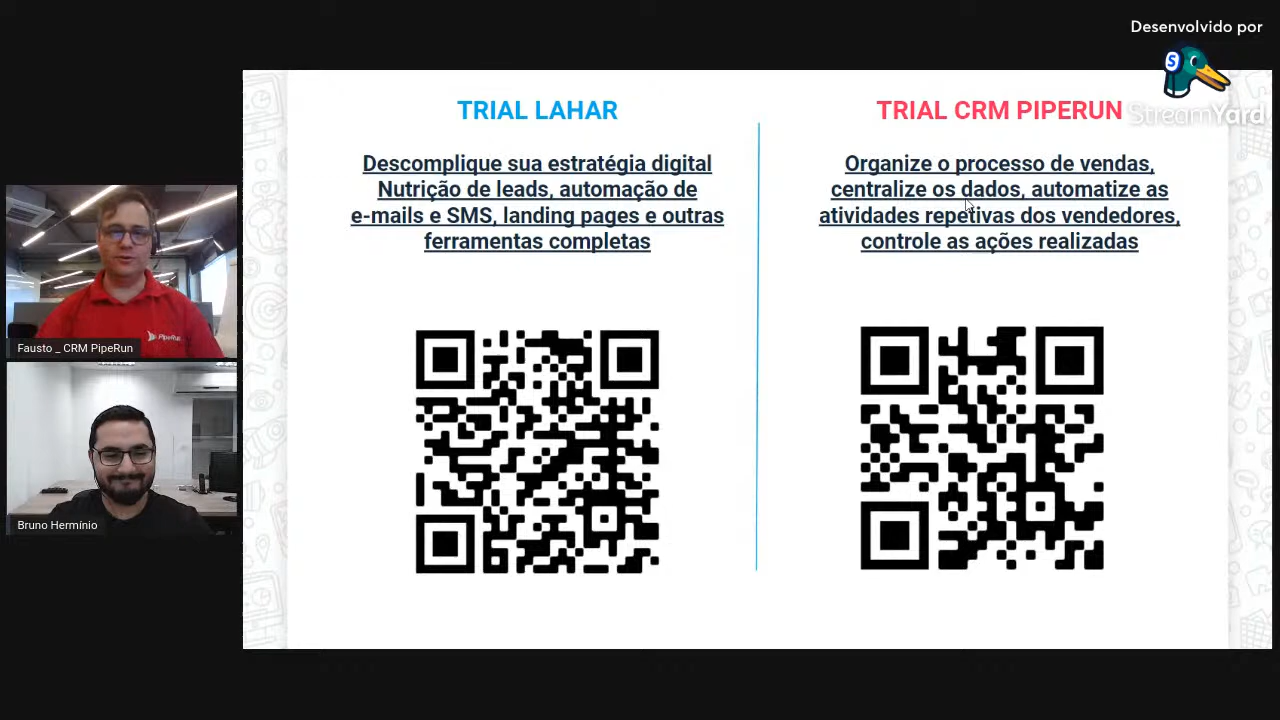 Desenvolvido por
StreamYard
TRIAL LAHAR
Descomplique sua estratégia digital
Nutrição de leads, automação de
e-mails e SMS, landing pages e outras
ferramentas completas
TRIAL CRM PIPERUN
Organize o processo de vendas,
centralize os dados, automatize as
atividades repetivas dos vendedores,
controle as ações realizadas
PipeRun
Fausto _ CRM PipeRun
Bruno Hermínio